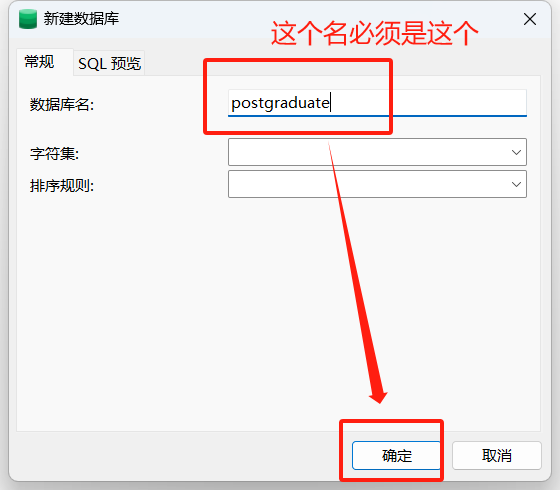 新建数据库
这个名必须是这个
常规
SQL 预览
数据库名:
postgraduate
字符集:
排序规则:
确定
取消